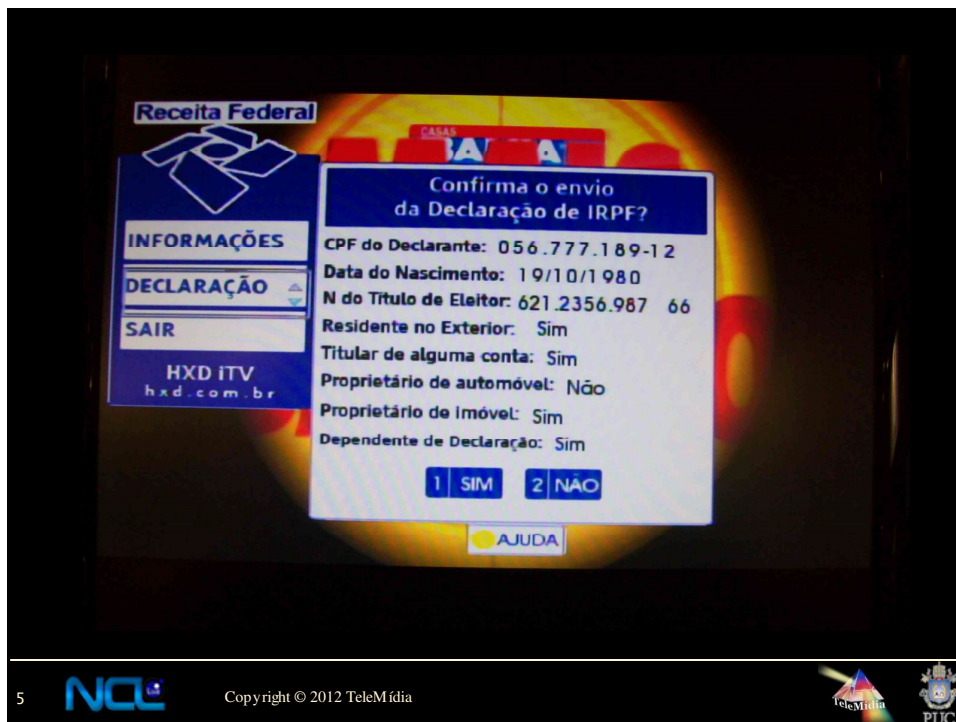 Receita Federal
INFORMAÇÕES
DECLARAÇÃO
SAIR
HXD iTV
hxd.com.br
CASAS
Confirma o envio
da Declaração de IRPF?
CPF do Declarante: 056.777.189-12
Data do Nascimento: 19/10/1980
N do Título de Eleitor: 621.2356.987 66
Residente no Exterior: Sim
Titular de alguma conta: Sim
Proprietário de automóvel: Não
Proprietário de imóvel: Sim
Dependente de Declaração: Sim
1 SIM 2 NÃO
AJUDA
5 NCL Copyright © 2012 TeleMídia TeleMídia PUC